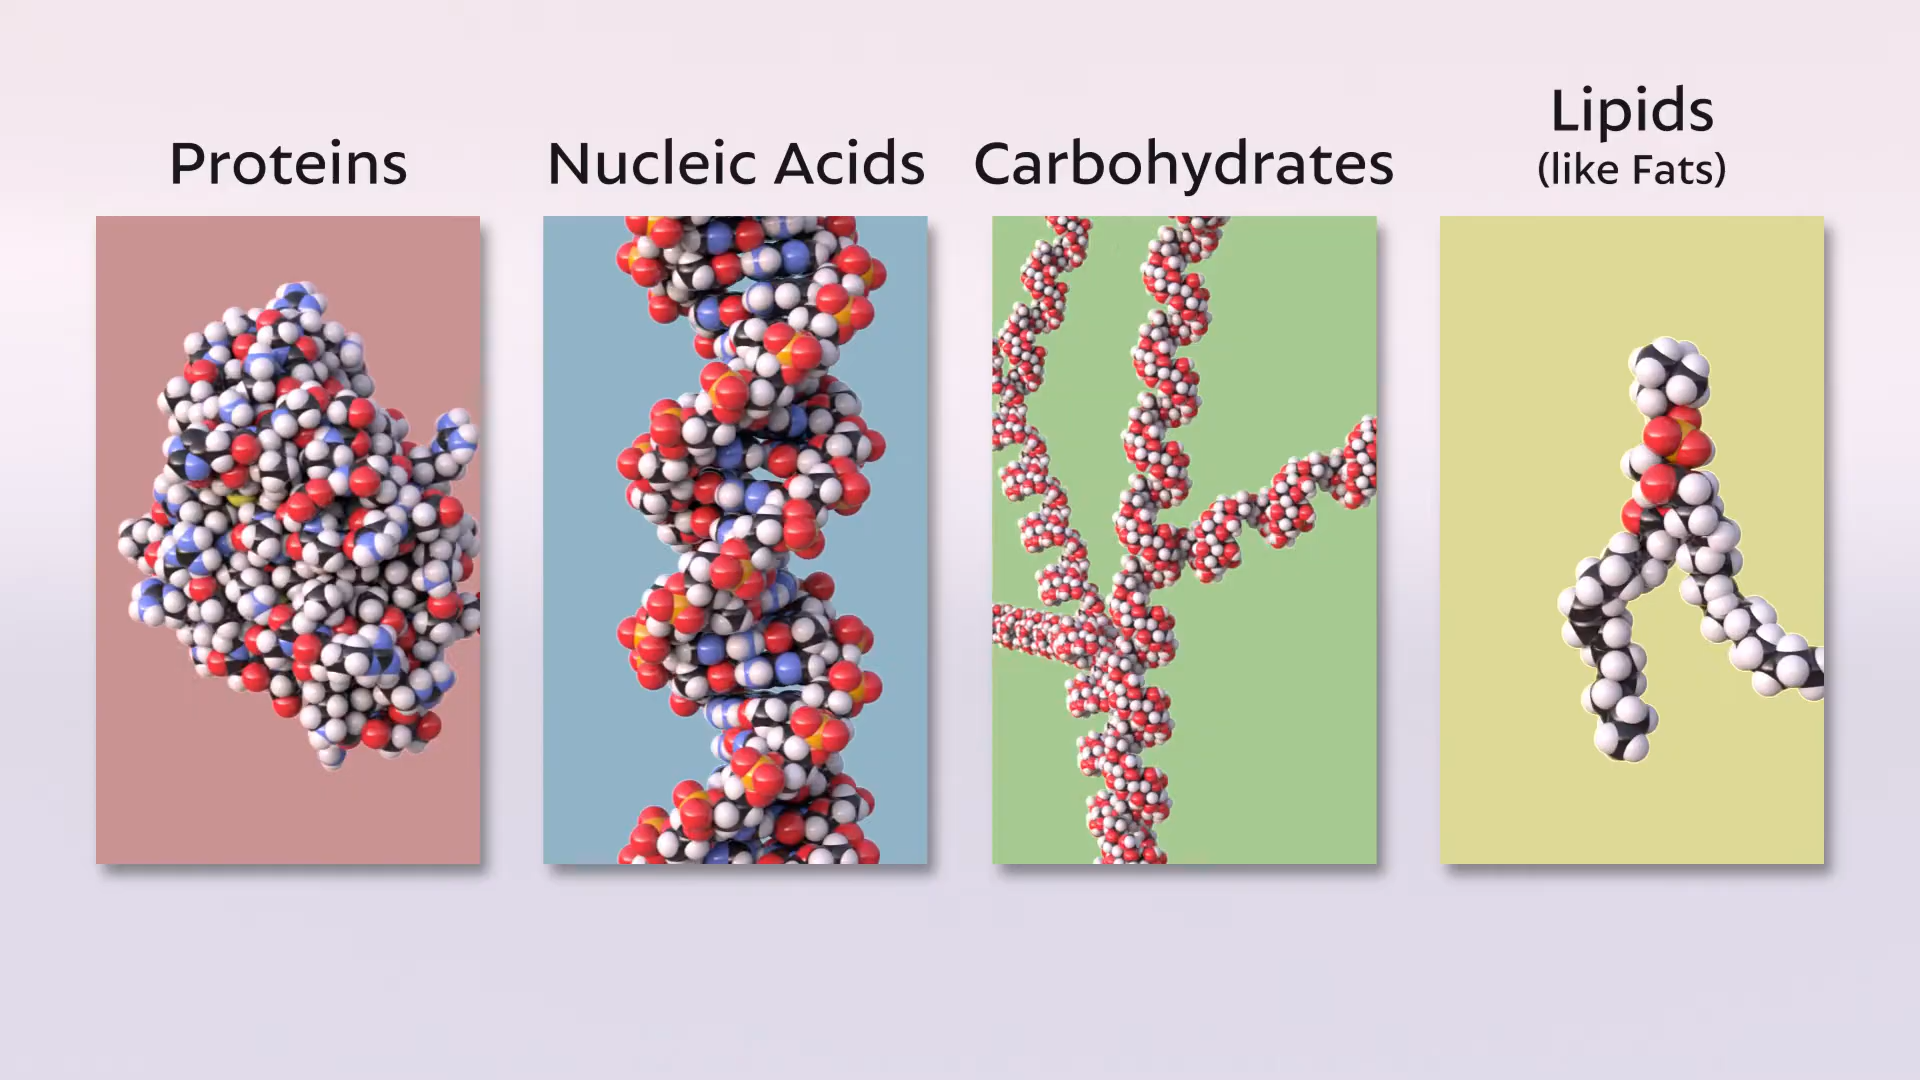 Proteins
Nucleic Acids
Carbohydrates
Lipids
(like Fats)